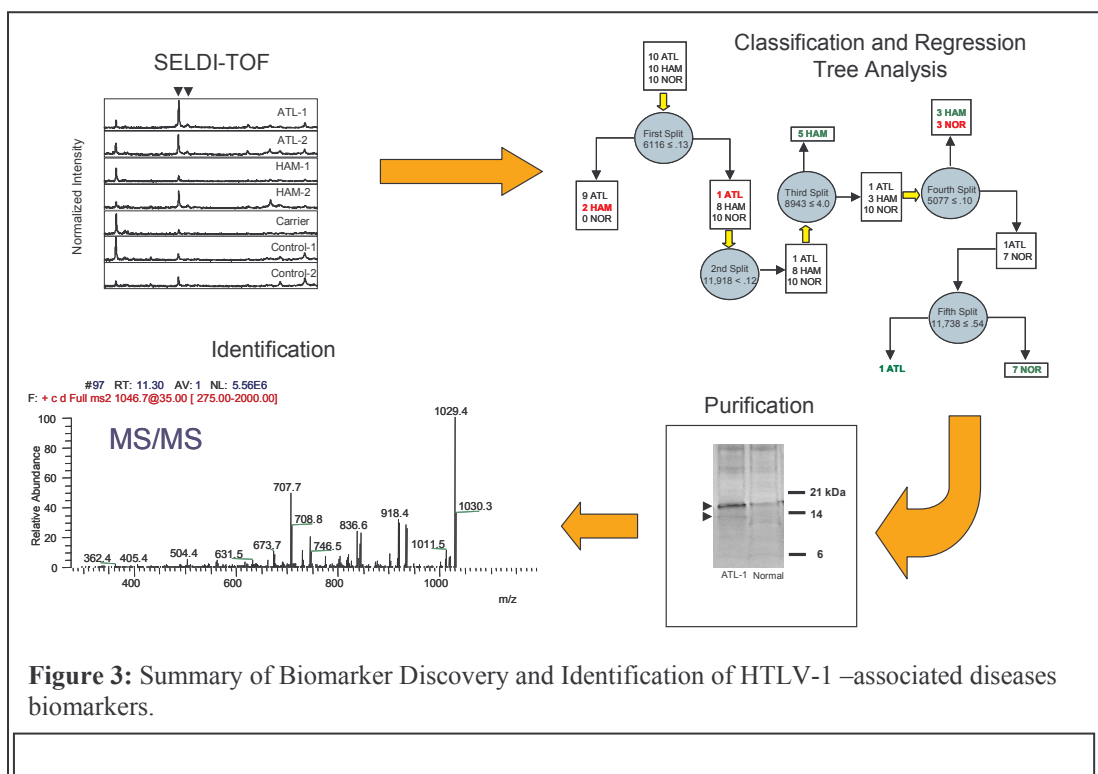 SELDI-TOF
Normalized Intensity
ATL-1
ATL-2
HAM-1
HAM-2
Carrier
Control-1
Control-2
Classification and Regression
Tree Analysis
10 ATL
10 HAM
10 NOR
First Split
6116 ≤ .13
9 ATL
2 HAM
0 NOR
1 ATL
8 HAM
10 NOR
2nd Split
11,918 < .12
1 ATL
8 HAM
10 NOR
Third Split
8943 ≤ 4.0
5 HAM
1 ATL
3 HAM
10 NOR
Fourth Split
5077 ≤ .10
3 HAM
3 NOR
1ATL
7 NOR
Fifth Split
11,738 ≤ .54
1 ATL
7 NOR
Identification
#97 RT: 11.30 AV: 1 NL: 5.56E6
F: + c d Full ms2 1046.7@35.00 [ 275.00-2000.00]
MS/MS
Relative Abundance
100
80
60
40
20
0
362.4
405.4
504.4
631.5
673.7
707.7
708.8
746.5
836.6
918.4
1011.5
1029.4
1030.3
400
600
800
1000
m/z
Purification
21 kDa
14
6
ATL-1 Normal
Figure 3: Summary of Biomarker Discovery and Identification of HTLV-1 –associated diseases
biomarkers.